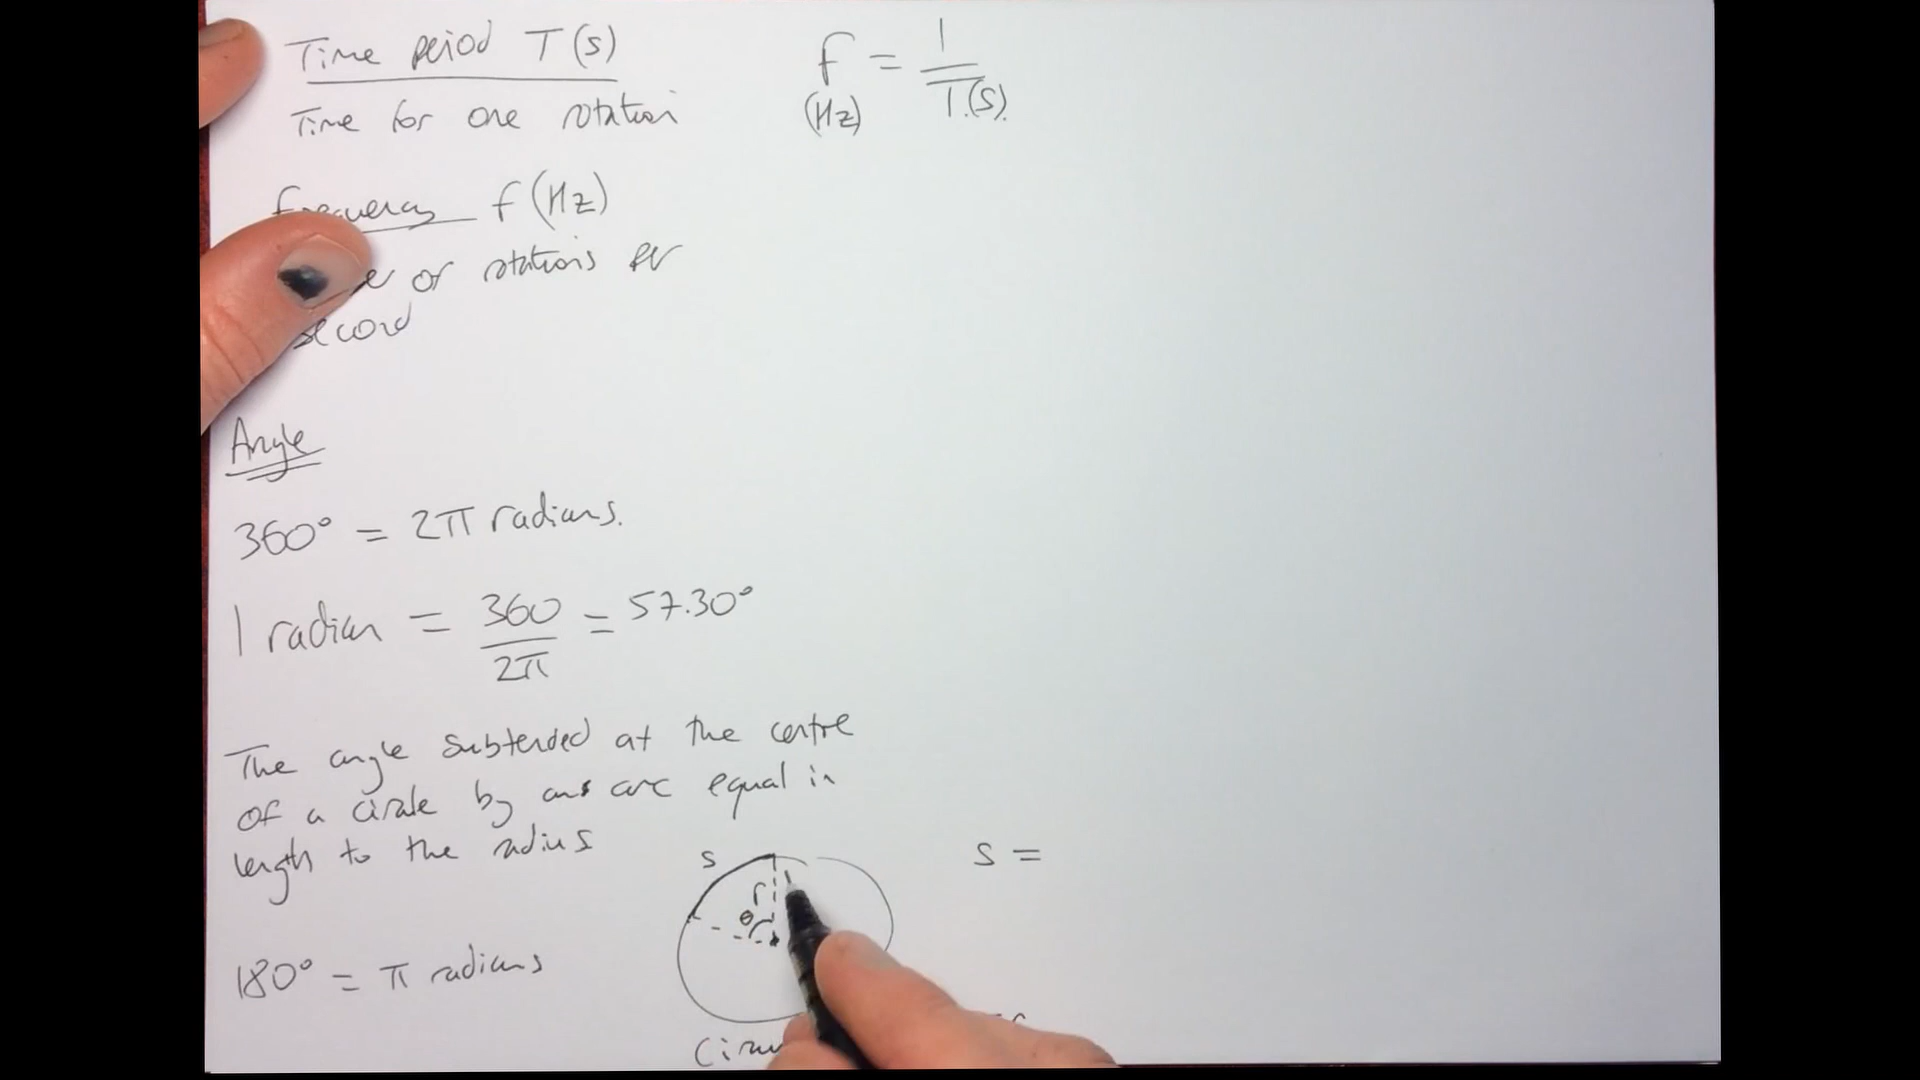 Time period T(s)
Time for one rotation
f = 1/T(s)
(Hz)
Frequency f (Hz)
of rotations per
second
Angle
360° = 2π radians.
1 radian = 360/2π = 57.30°
The angle subtended at the centre
of a circle by an arc equal in
length to the radius
s
r
θ
s =
180° = π radians